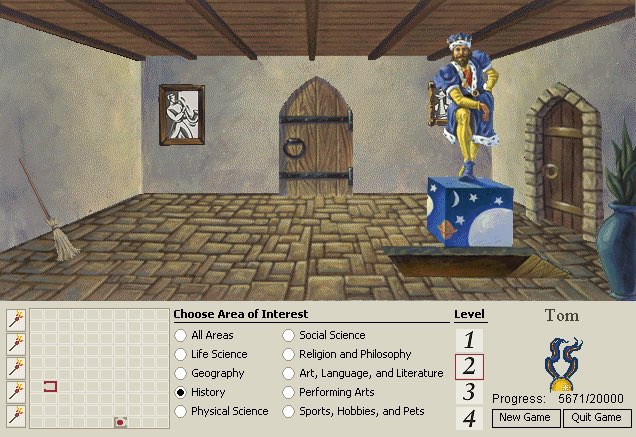 Choose Area of Interest
Level
Tom
All Areas
Social Science
1
Life Science
Religion and Philosophy
2
Geography
Art, Language, and Literature
3
History
Performing Arts
Progress: 5671/20000
Physical Science
Sports, Hobbies, and Pets
4
New Game
Quit Game